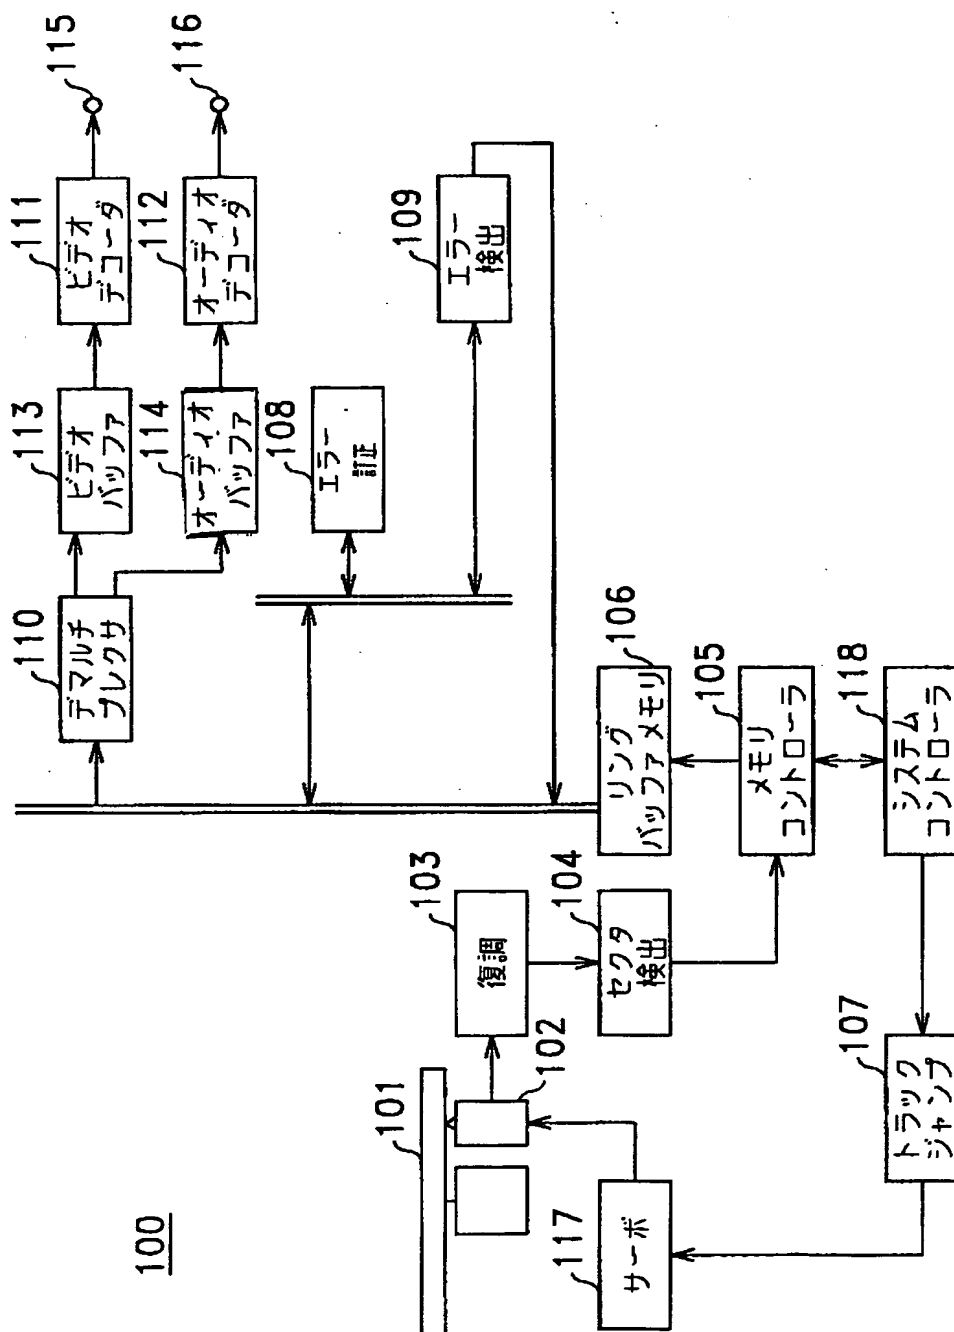 100
101
102
103
復調
104
セクタ
検出
117
サーボ
107
トラック
ジャンプ
118
システム
コントローラ
105
メモリ
コントローラ
106
リング
バッファメモリ
110
デマルチ
プレクサ
113
ビデオ
バッファ
111
ビデオ
デコーダ
115
114
オーディオ
バッファ
112
オーディオ
デコーダ
116
108
エラー
訂正
109
エラー
検出